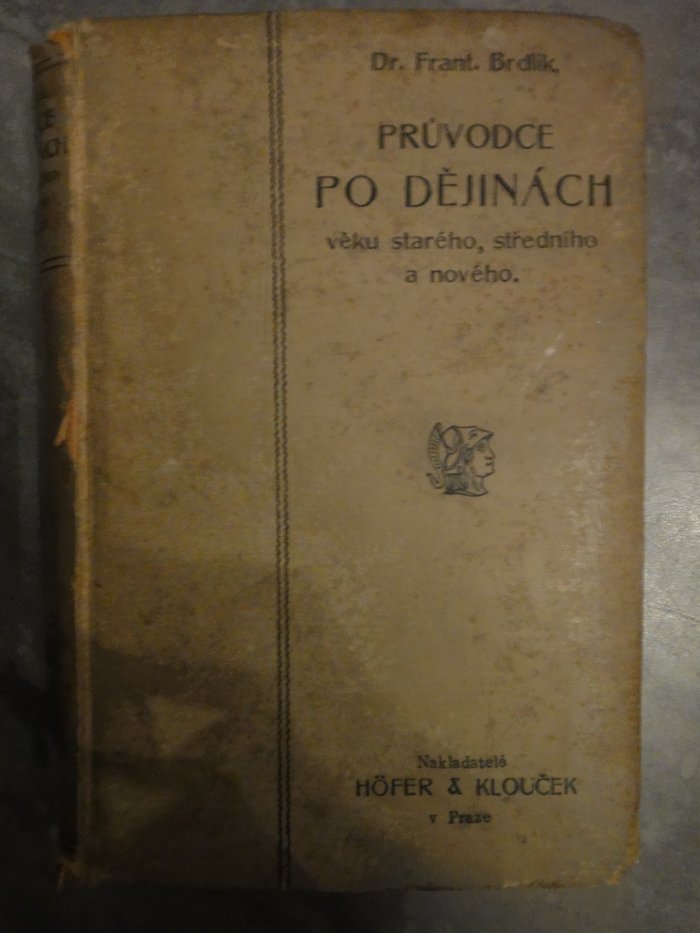 Dr. Frant. Brdlík.
PRŮVODCE
PO DĚJINÁCH
věku starého, středního
a nového.
Nakladatelé
HÖFER & KLOUČEK
v Praze